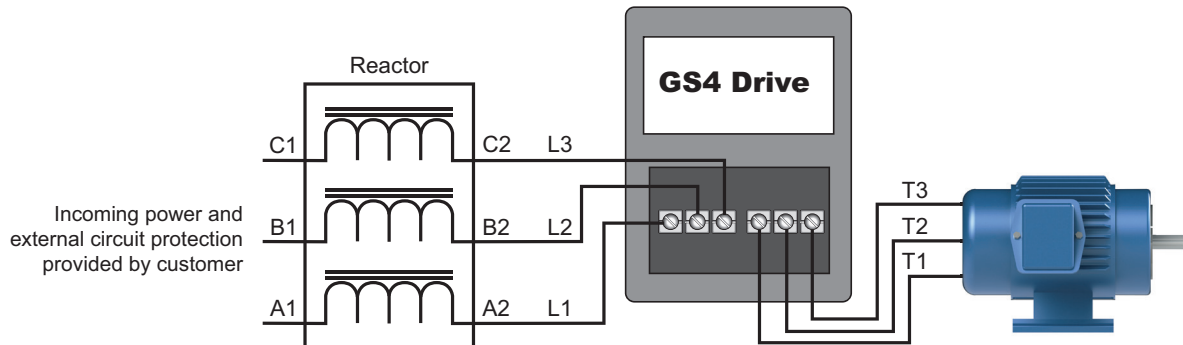 Reactor
GS4 Drive
C1 C2 L3
Incoming power and
external circuit protection
provided by customer
B1 B2 L2
A1 A2 L1
T3
T2
T1